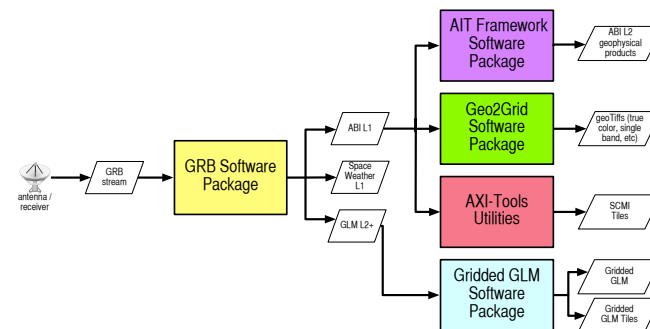 AIT Framework
Software
Package
ABI L2
geophysical
products
Geo2Grid
Software
Package
geoTiffs (true
color, single
band, etc)
ABI L1
GRB Software
Package
GRB
stream
antenna /
receiver
Space
Weather
L1
AXI-Tools
Utilities
SCMI
Tiles
GLM L2+
Gridded GLM
Software
Package
Gridded
GLM
Gridded
GLM Tiles